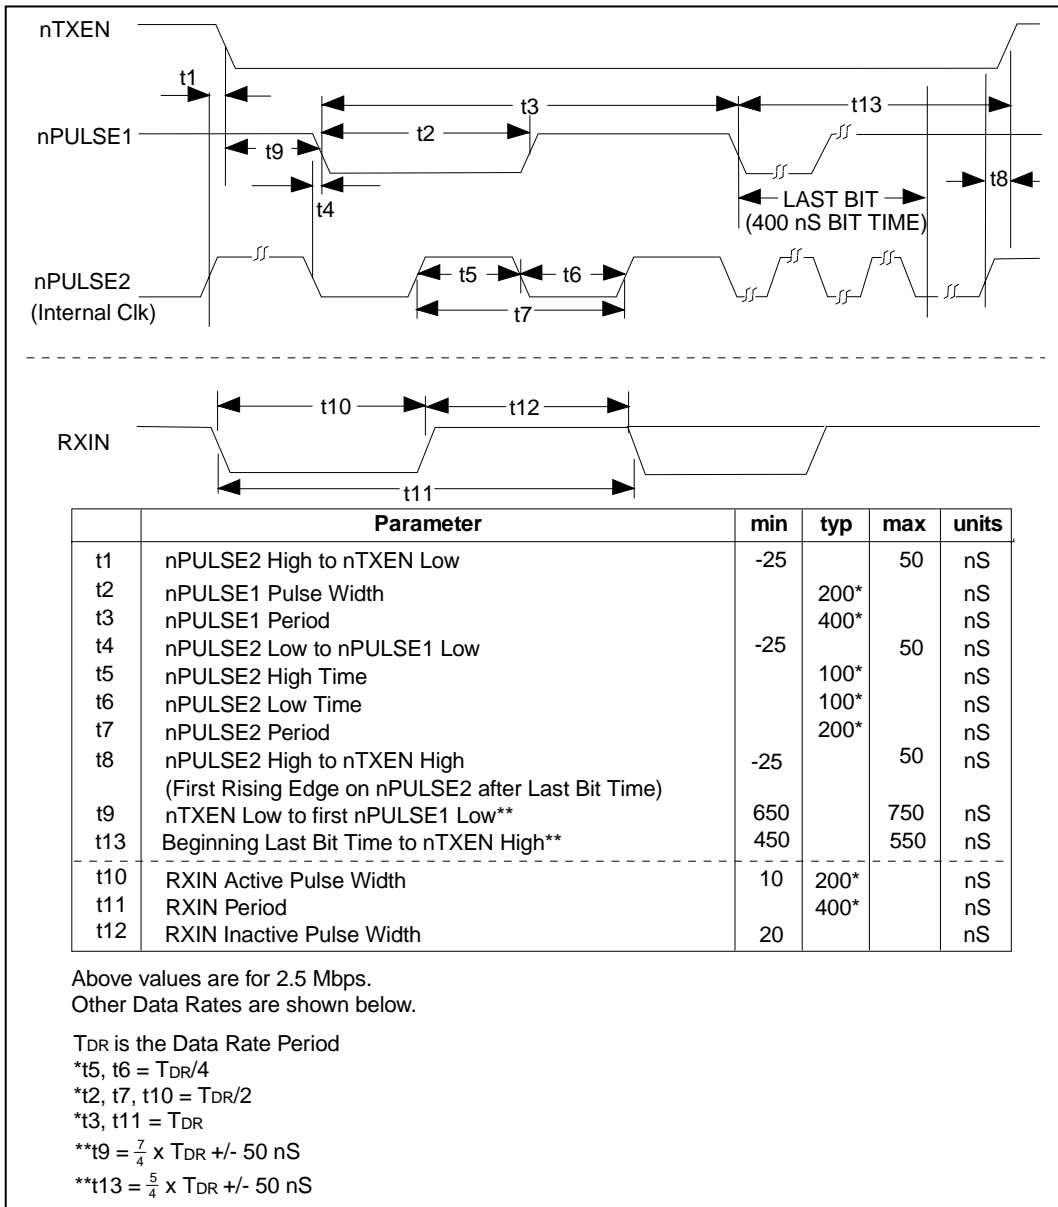 nTXEN
t1
t3
t13
nPULSE1
t2
t9
t8
t4
LAST BIT
(400 nS BIT TIME)
nPULSE2
(Internal Clk)
t5
t6
t7
RXIN
t10
t12
t11
Parameter min typ max units
t1 nPULSE2 High to nTXEN Low -25 50 nS
t2 nPULSE1 Pulse Width 200* nS
t3 nPULSE1 Period 400* nS
t4 nPULSE2 Low to nPULSE1 Low -25 50 nS
t5 nPULSE2 High Time 100* nS
t6 nPULSE2 Low Time 100* nS
t7 nPULSE2 Period 200* nS
t8 nPULSE2 High to nTXEN High -25 50 nS
(First Rising Edge on nPULSE2 after Last Bit Time)
t9 nTXEN Low to first nPULSE1 Low** 650 750 nS
t13 Beginning Last Bit Time to nTXEN High** 450 550 nS
t10 RXIN Active Pulse Width 10 200* nS
t11 RXIN Period 400* nS
t12 RXIN Inactive Pulse Width 20 nS
Above values are for 2.5 Mbps.
Other Data Rates are shown below.
TDR is the Data Rate Period
*t5, t6 = TDR/4
*t2, t7, t10 = TDR/2
*t3, t11 = TDR
**t9 = 7/4 x TDR +/- 50 nS
**t13 = 5/4 x TDR +/- 50 nS